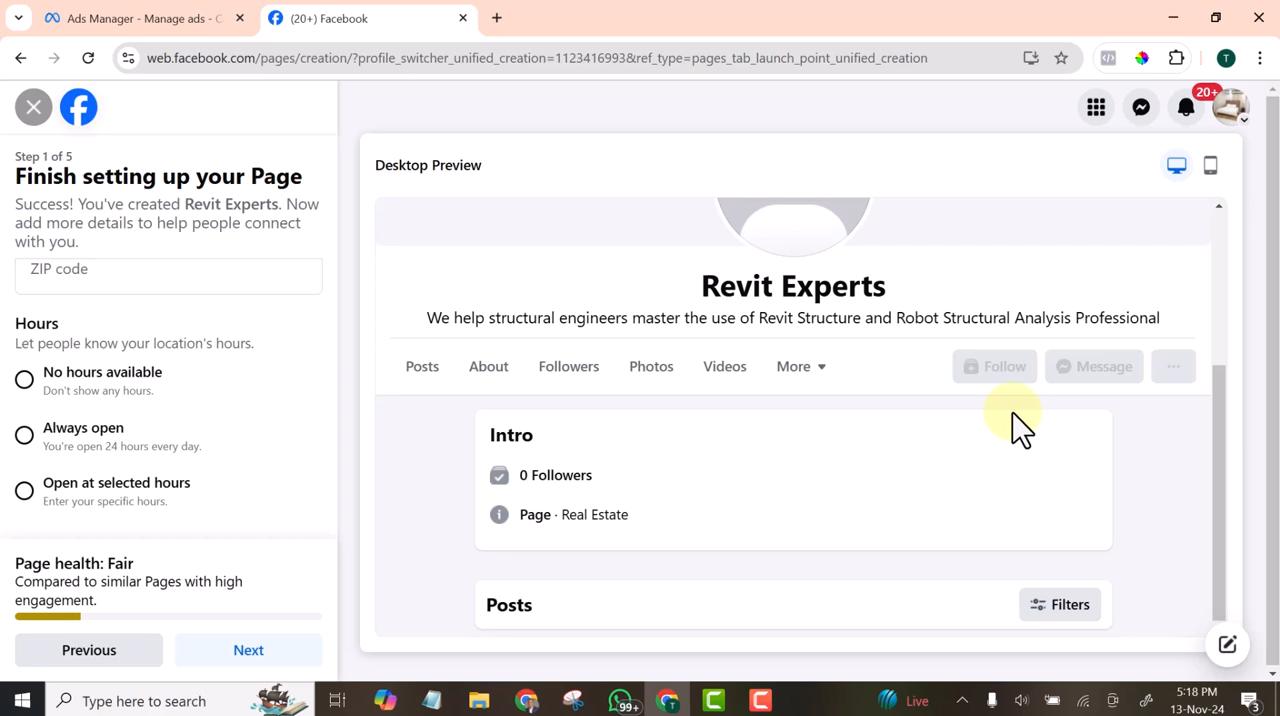 Ads Manager - Manage ads - C
(20+) Facebook
web.facebook.com/pages/creation/?profile_switcher_unified_creation=1123416993&ref_type=pages_tab_launch_point_unified_creation
T
20+
Step 1 of 5
Finish setting up your Page
Success! You've created Revit Experts. Now
add more details to help people connect
with you.
ZIP code
Hours
Let people know your location's hours.
No hours available
Don't show any hours.
Always open
You're open 24 hours every day.
Open at selected hours
Enter your specific hours.
Page health: Fair
Compared to similar Pages with high
engagement.
Previous
Next
Desktop Preview
Revit Experts
We help structural engineers master the use of Revit Structure and Robot Structural Analysis Professional
Posts
About
Followers
Photos
Videos
More
Follow
Message
Intro
0 Followers
Page · Real Estate
Posts
Filters
Type here to search
99+
T
C
C
Live
5:18 PM
13-Nov-24
3